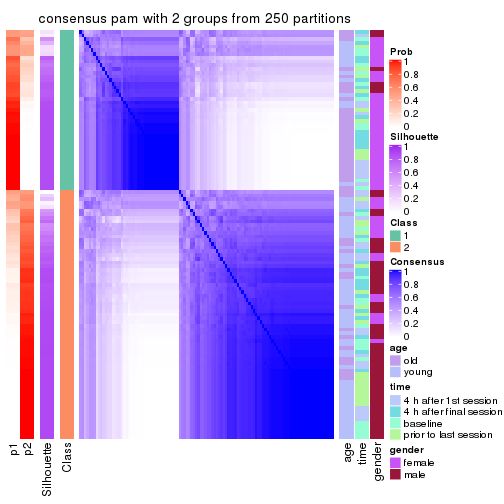 consensus pam with 2 groups from 250 partitions
Prob
1
0.8
0.6
0.4
0.2
0
Silhouette
1
0.8
0.6
0.4
0.2
0
Class
1
2
Consensus
1
0.8
0.6
0.4
0.2
0
age
old
young
time
4 h after 1st session
4 h after final session
baseline
prior to last session
gender
female
male
p1
p2
Silhouette
Class
age
time
gender